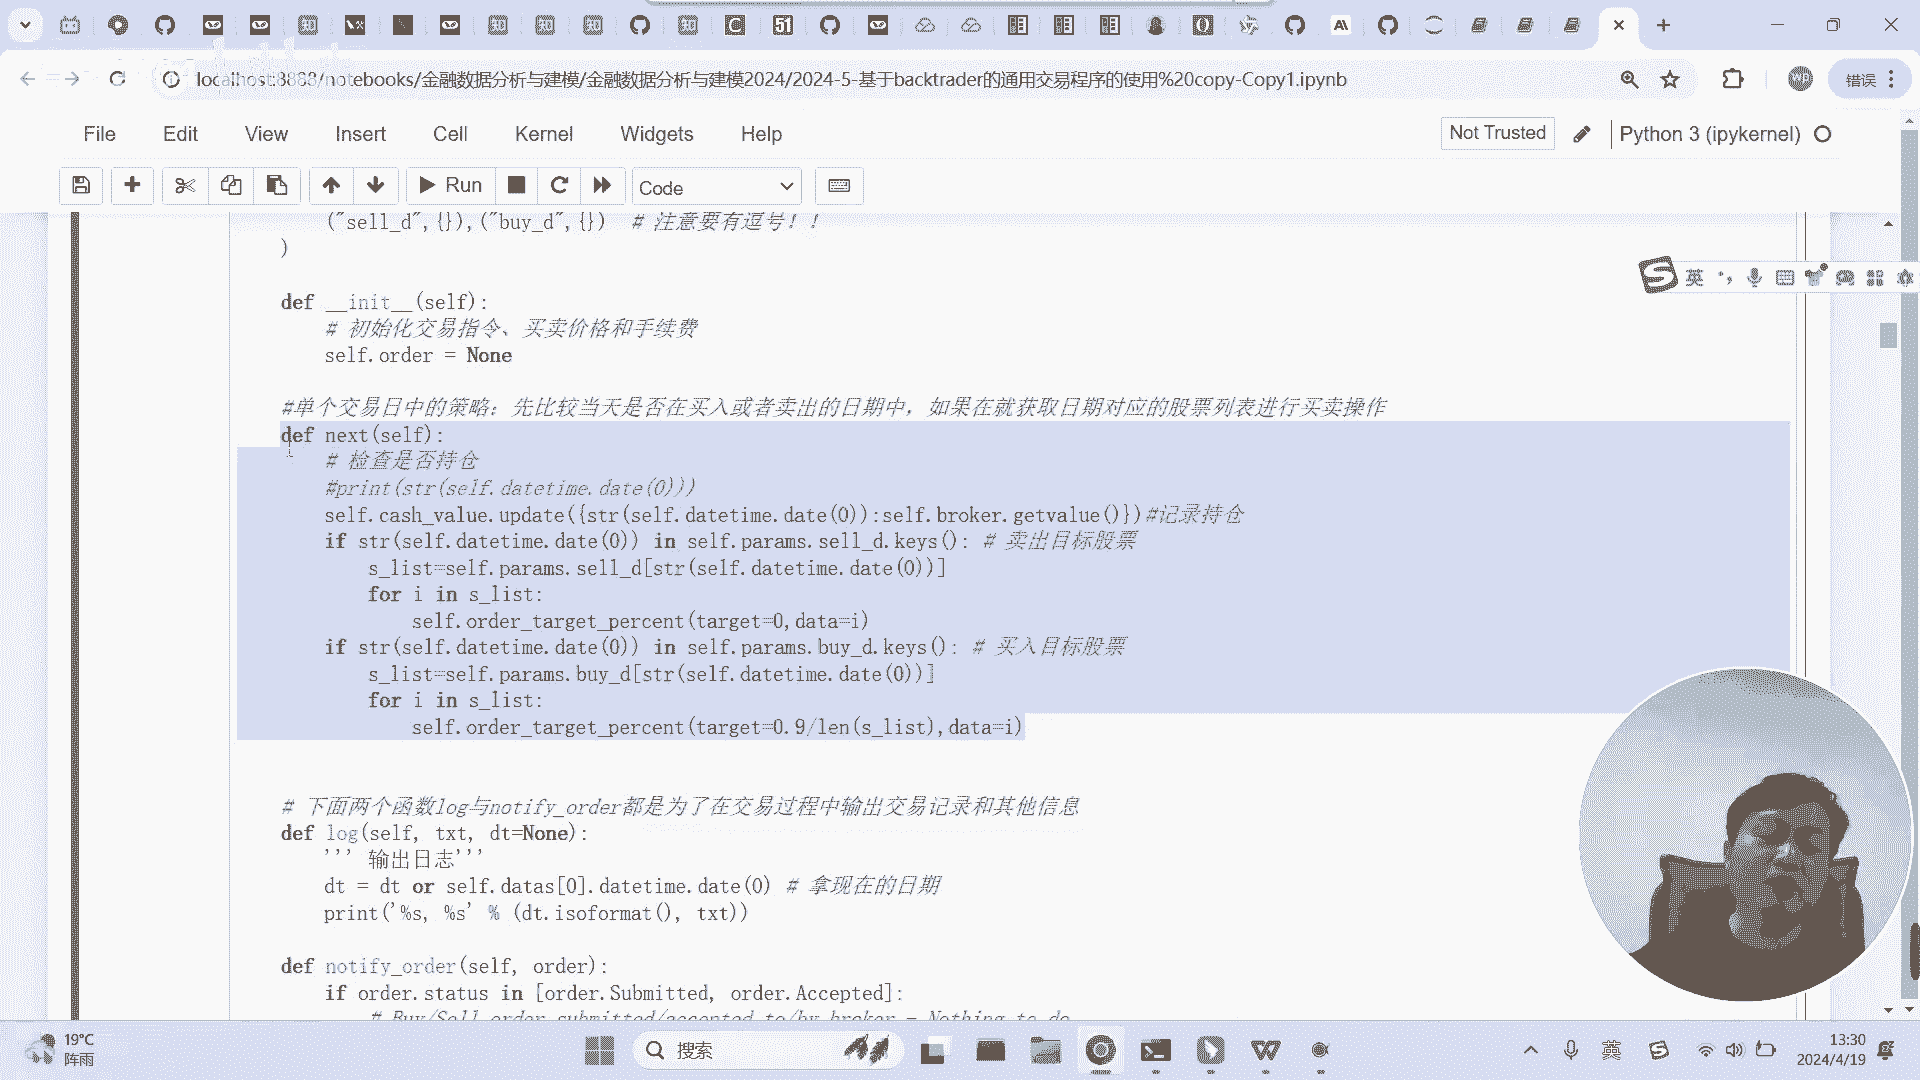 localhost:8888/notebooks/金融数据分析与建模/金融数据分析与建模2024/2024-5-基于backtrader的通用交易程序的使用%20copy-Copy1.ipynb
错误
File Edit View Insert Cell Kernel Widgets Help
Not Trusted
Python 3 (ipykernel)
Run
Code
("sell_d",{}),("buy_d",{}) # 注意要有逗号！！
)
英
def __init__(self):
# 初始化交易指令、买卖价格和手续费
self.order = None
#单个交易日中的策略：先比较当天是否在买入或者卖出的日期中，如果在就获取日期对应的股票列表进行买卖操作
def next(self):
# 检查是否持仓
#print(str(self.datetime.date(0)))
self.cash_value.update({str(self.datetime.date(0)):self.broker.getvalue()})#记录持仓
if str(self.datetime.date(0)) in self.params.sell_d.keys(): # 卖出目标股票
s_list=self.params.sell_d[str(self.datetime.date(0))]
for i in s_list:
self.order_target_percent(target=0,data=i)
if str(self.datetime.date(0)) in self.params.buy_d.keys(): # 买入目标股票
s_list=self.params.buy_d[str(self.datetime.date(0))]
for i in s_list:
self.order_target_percent(target=0.9/len(s_list),data=i)
# 下面两个函数log与notify_order都是为了在交易过程中输出交易记录和其他信息
def log(self, txt, dt=None):
''' 输出日志'''
dt = dt or self.datas[0].datetime.date(0) # 拿现在的日期
print('%s, %s' % (dt.isoformat(), txt))
def notify_order(self, order):
if order.status in [order.Submitted, order.Accepted]:
# Buy/Sell order submitted/accepted to/by broker - Nothing to do
19°C
阵雨
搜索
英
13:30
2024/4/19